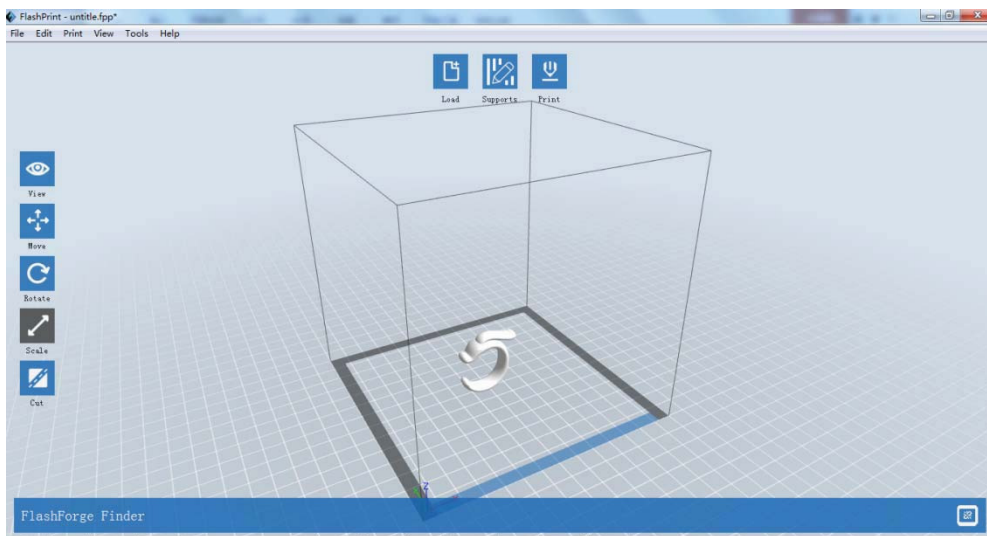 FlashPrint - untitle.fpp*
File Edit Print View Tools Help
Load Supports Print
View
Move
Rotate
Scale
Cut
5
Z
FlashForge Finder